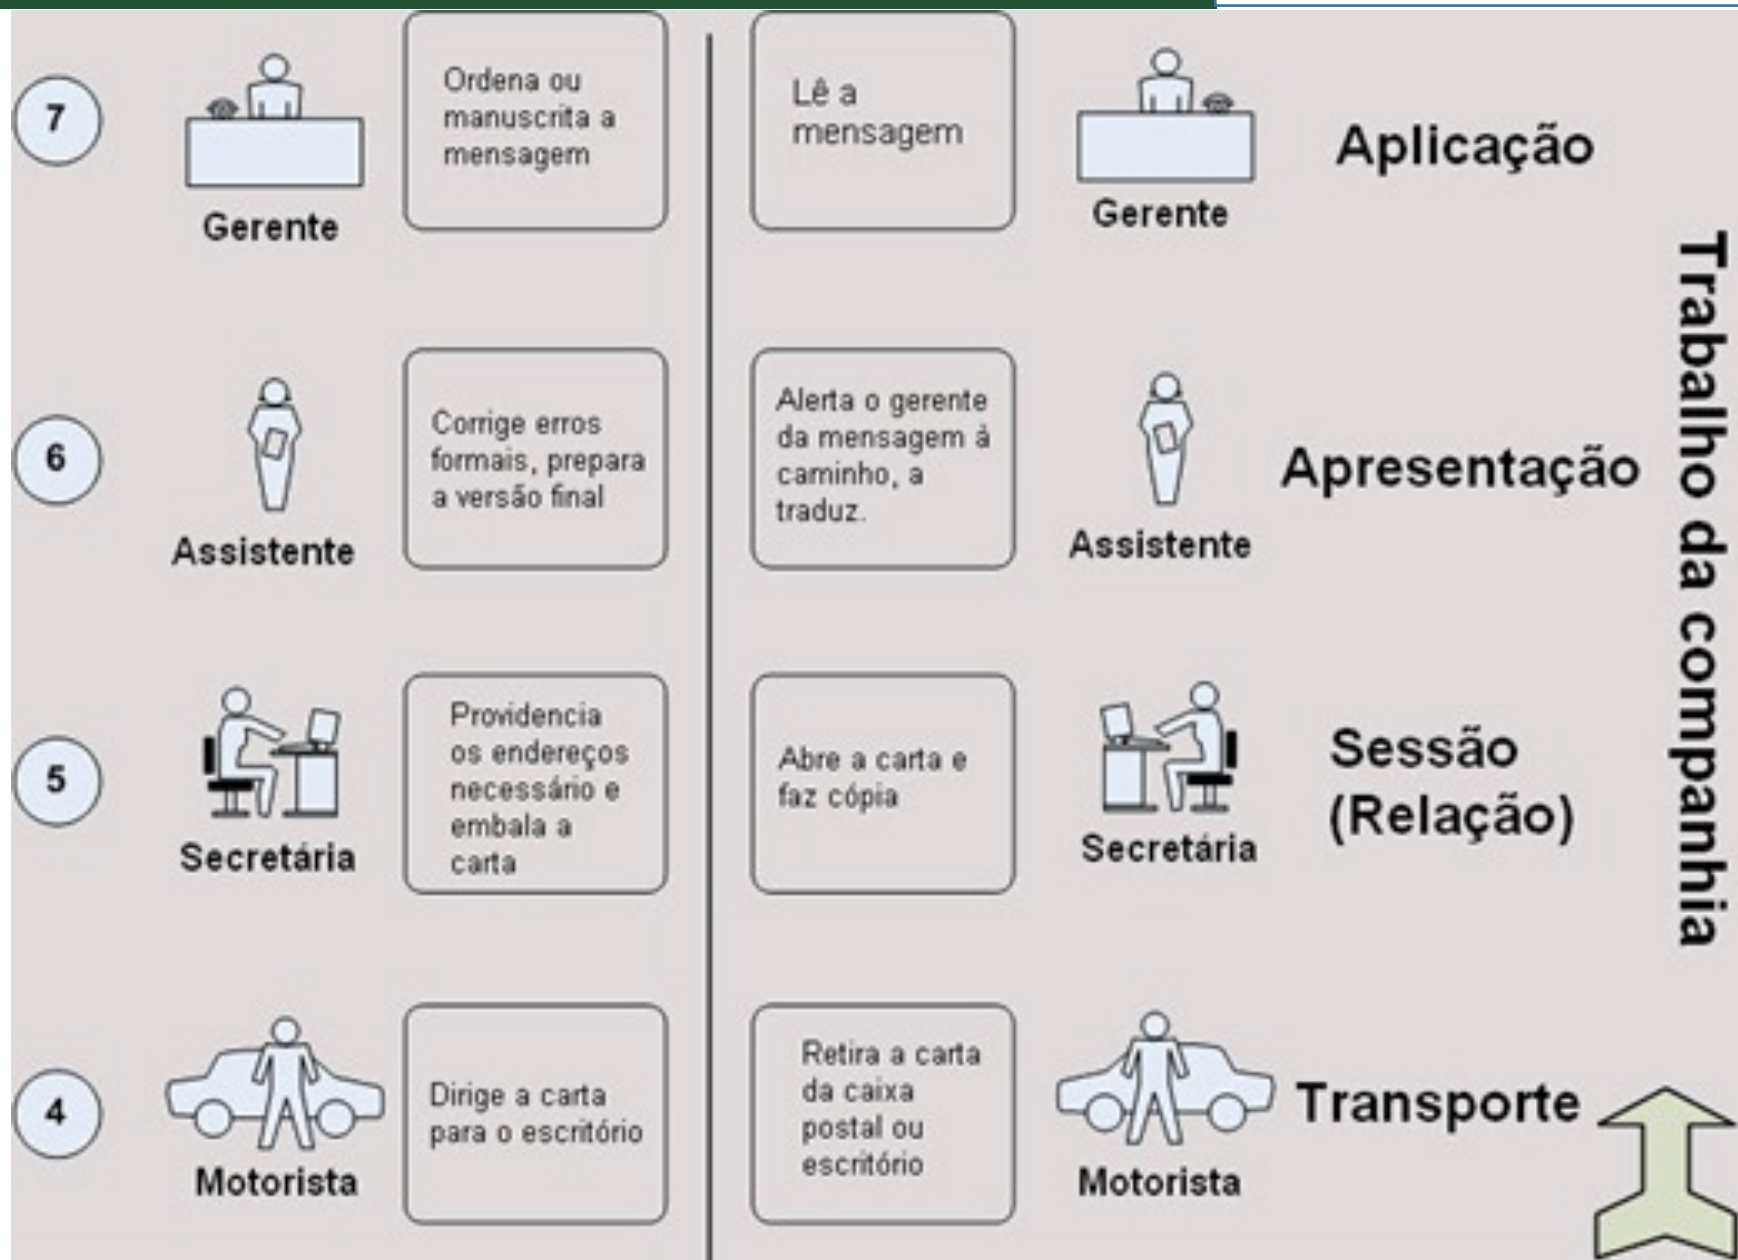 7
Gerente
Ordena ou
manuscrita a
mensagem
Lê a
mensagem
Gerente
Aplicação
6
Assistente
Corrige erros
formais, prepara
a versão final
Alerta o gerente
da mensagem à
caminho, a
traduz.
Assistente
Apresentação
5
Secretária
Providencia
os endereços
necessário e
embala a
carta
Abre a carta e
faz cópia
Secretária
Sessão
(Relação)
4
Motorista
Dirige a carta
para o escritório
Retira a carta
da caixa
postal ou
escritório
Motorista
Transporte
Trabalho da companhia